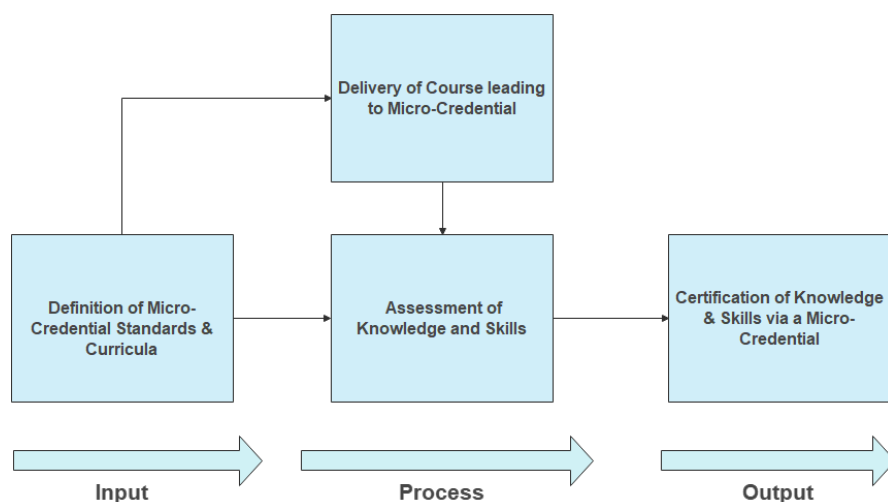 Delivery of Course leading
to Micro-Credential
Definition of Micro-
Credential Standards &
Curricula
Assessment of
Knowledge and Skills
Certification of Knowledge
& Skills via a Micro-
Credential
Input
Process
Output